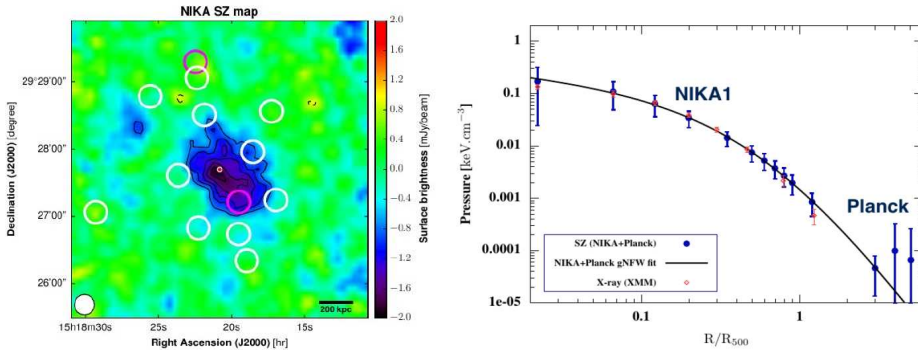 NIKA SZ map
29°29′00″
28′00″
27′00″
26′00″
Declination (J2000) [degree]
200 kpc
15h18m30s
25s
20s
15s
Right Ascension (J2000) [hr]
2.0
1.6
1.2
0.8
0.4
0.0
−0.4
−0.8
−1.2
−1.6
−2.0
Surface brightness [mJy/beam]
Pressure [keV.cm−3]
1
0.1
0.01
0.001
0.0001
1e-05
NIKA1
Planck
SZ (NIKA+Planck)
NIKA+Planck gNFW fit
X-ray (XMM)
0.1
1
R/R500